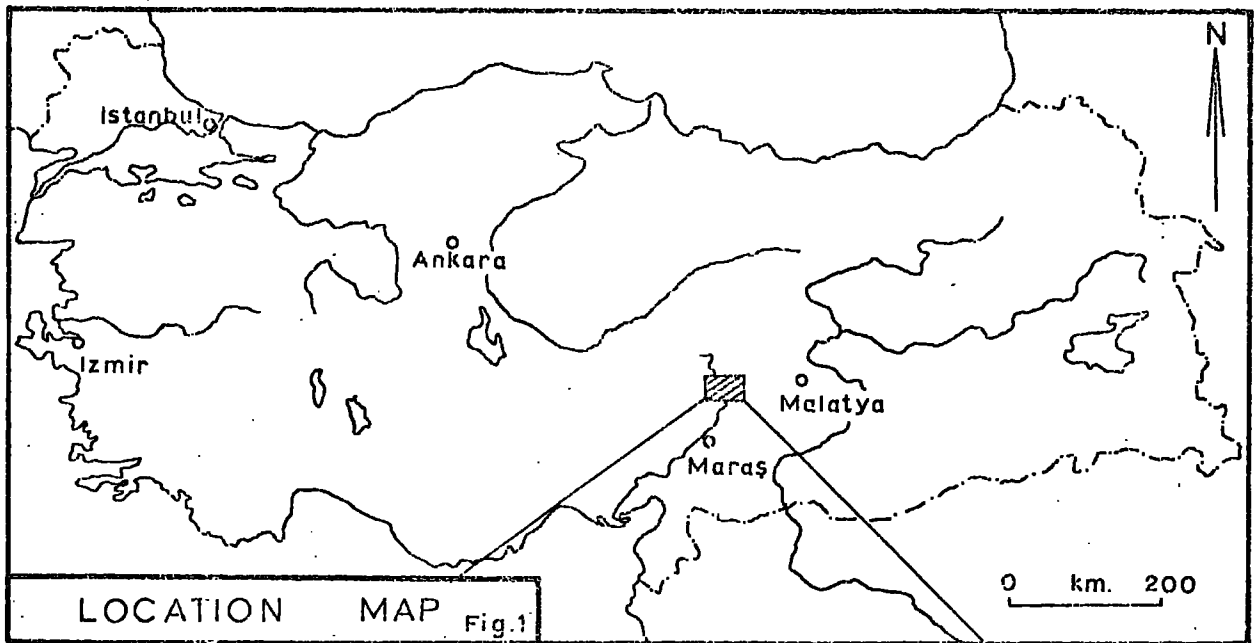 N
Istanbul
Ankara
Izmir
Malatya
Maraş
0 km. 200
LOCATION MAP Fig.1